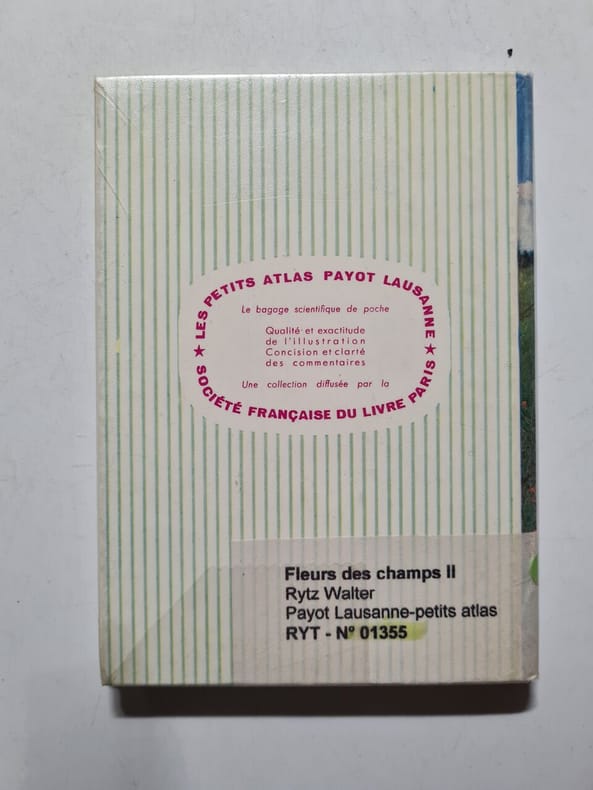 LES PETITS ATLAS PAYOT LAUSANNE
Le bagage scientifique de poche
Qualité et exactitude
de l'illustration
Concision et clarté
des commentaires
Une collection diffusée par la
★ SOCIÉTÉ FRANÇAISE DU LIVRE PARIS ★
Fleurs des champs II
Rytz Walter
Payot Lausanne-petits atlas
RYT - N° 01355